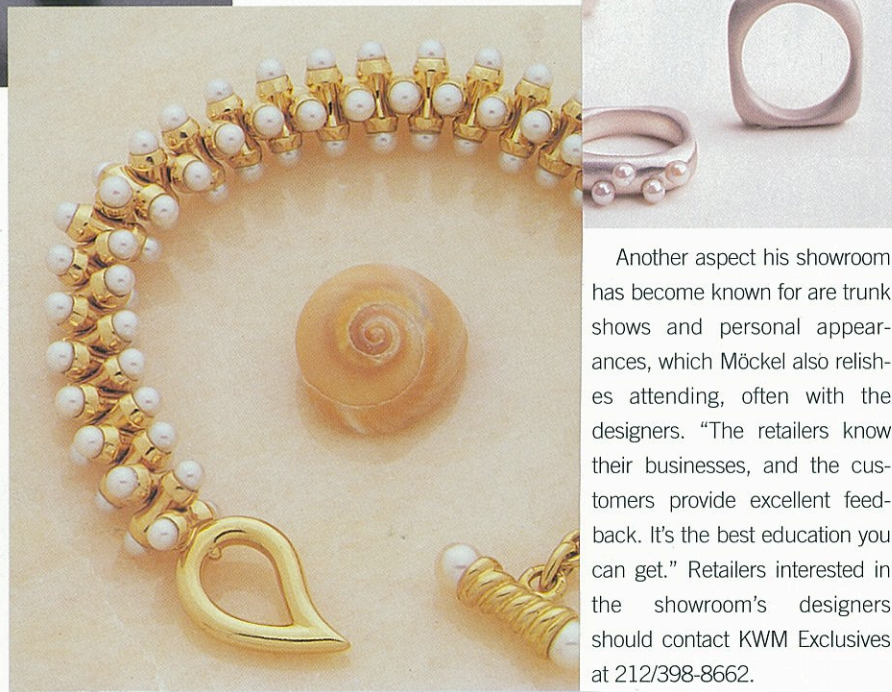 Another aspect his showroom
has become known for are trunk
shows and personal appear-
ances, which Möckel also relish-
es attending, often with the
designers. “The retailers know
their businesses, and the cus-
tomers provide excellent feed-
back. It’s the best education you
can get.” Retailers interested in
the showroom’s designers
should contact KWM Exclusives
at 212/398-8662.